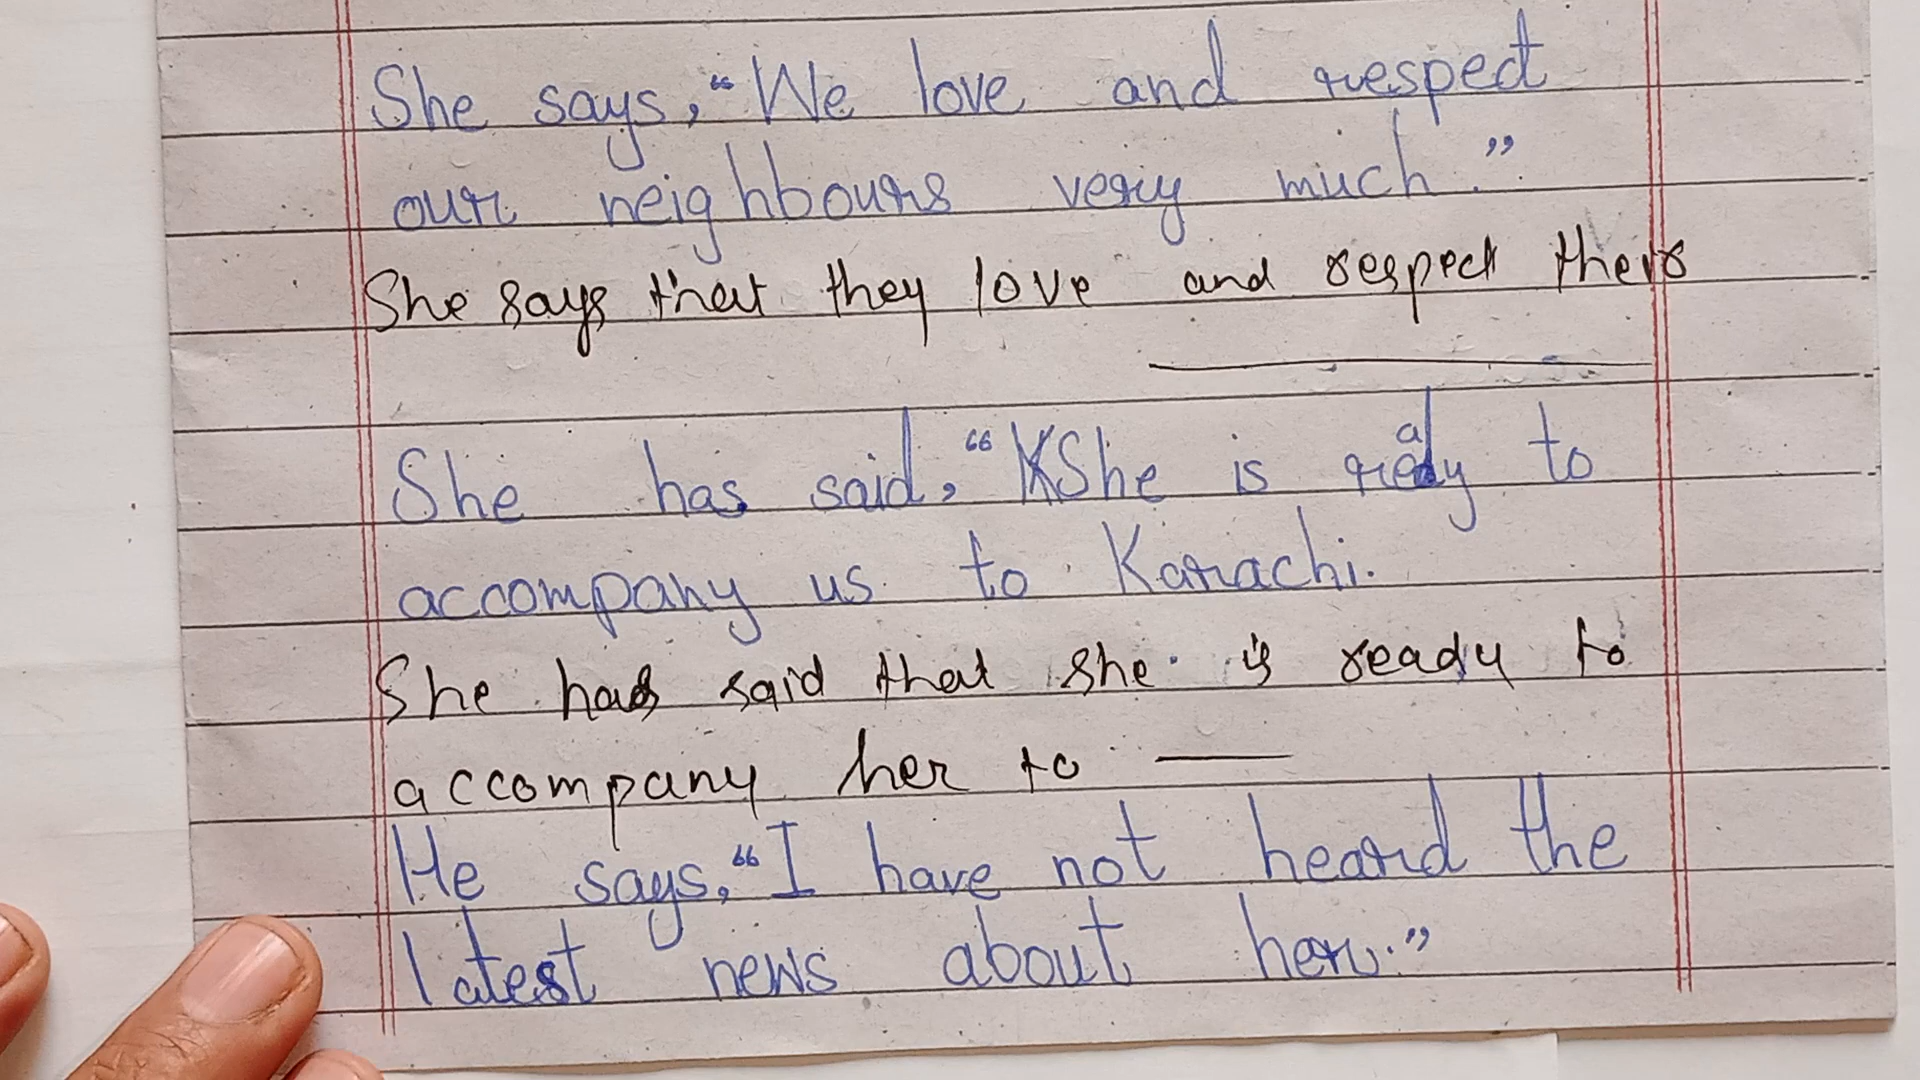 She says, “We love and respect
our neighbours very much.”
She says that they love and respect theis
She has said, “She is ready to
accompany us to Karachi.
She has said that she is ready to
accompany her to ——
He says, “I have not heard the
latest news about her.”